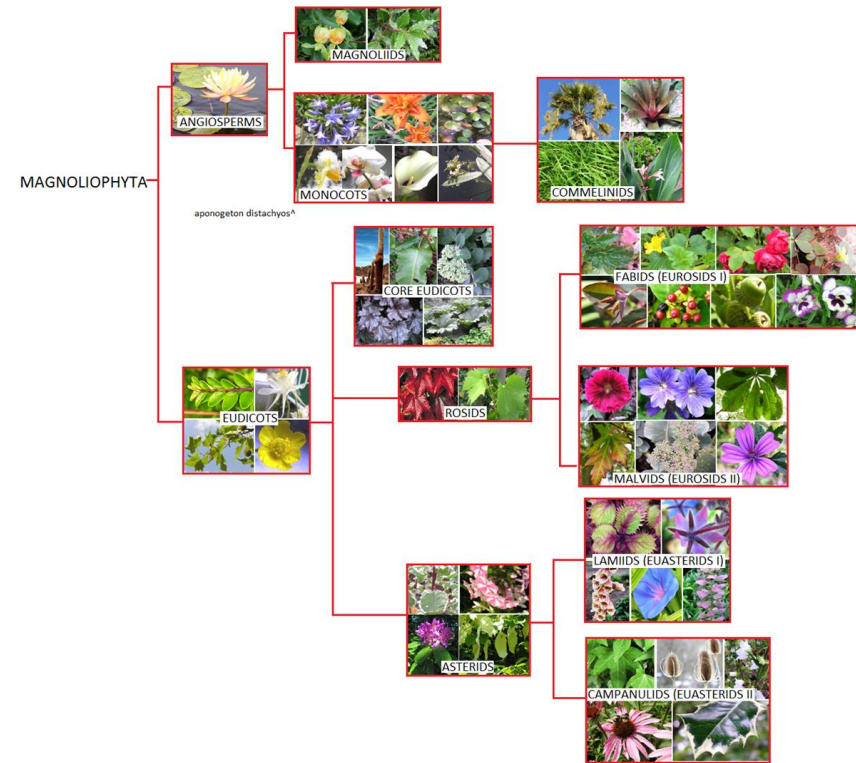 MAGNOLIIDS
ANGIOSPERMS
MAGNOLIOPHYTA
MONOCOTS
COMMELINIDS
aponogeton distachyos^
CORE EUDICOTS
FABIDS (EUROSIDS I)
EUDICOTS
ROSIDS
MALVIDS (EUROSIDS II)
LAMIIDS (EUASTERIDS I)
ASTERIDS
CAMPANULIDS (EUASTERIDS II